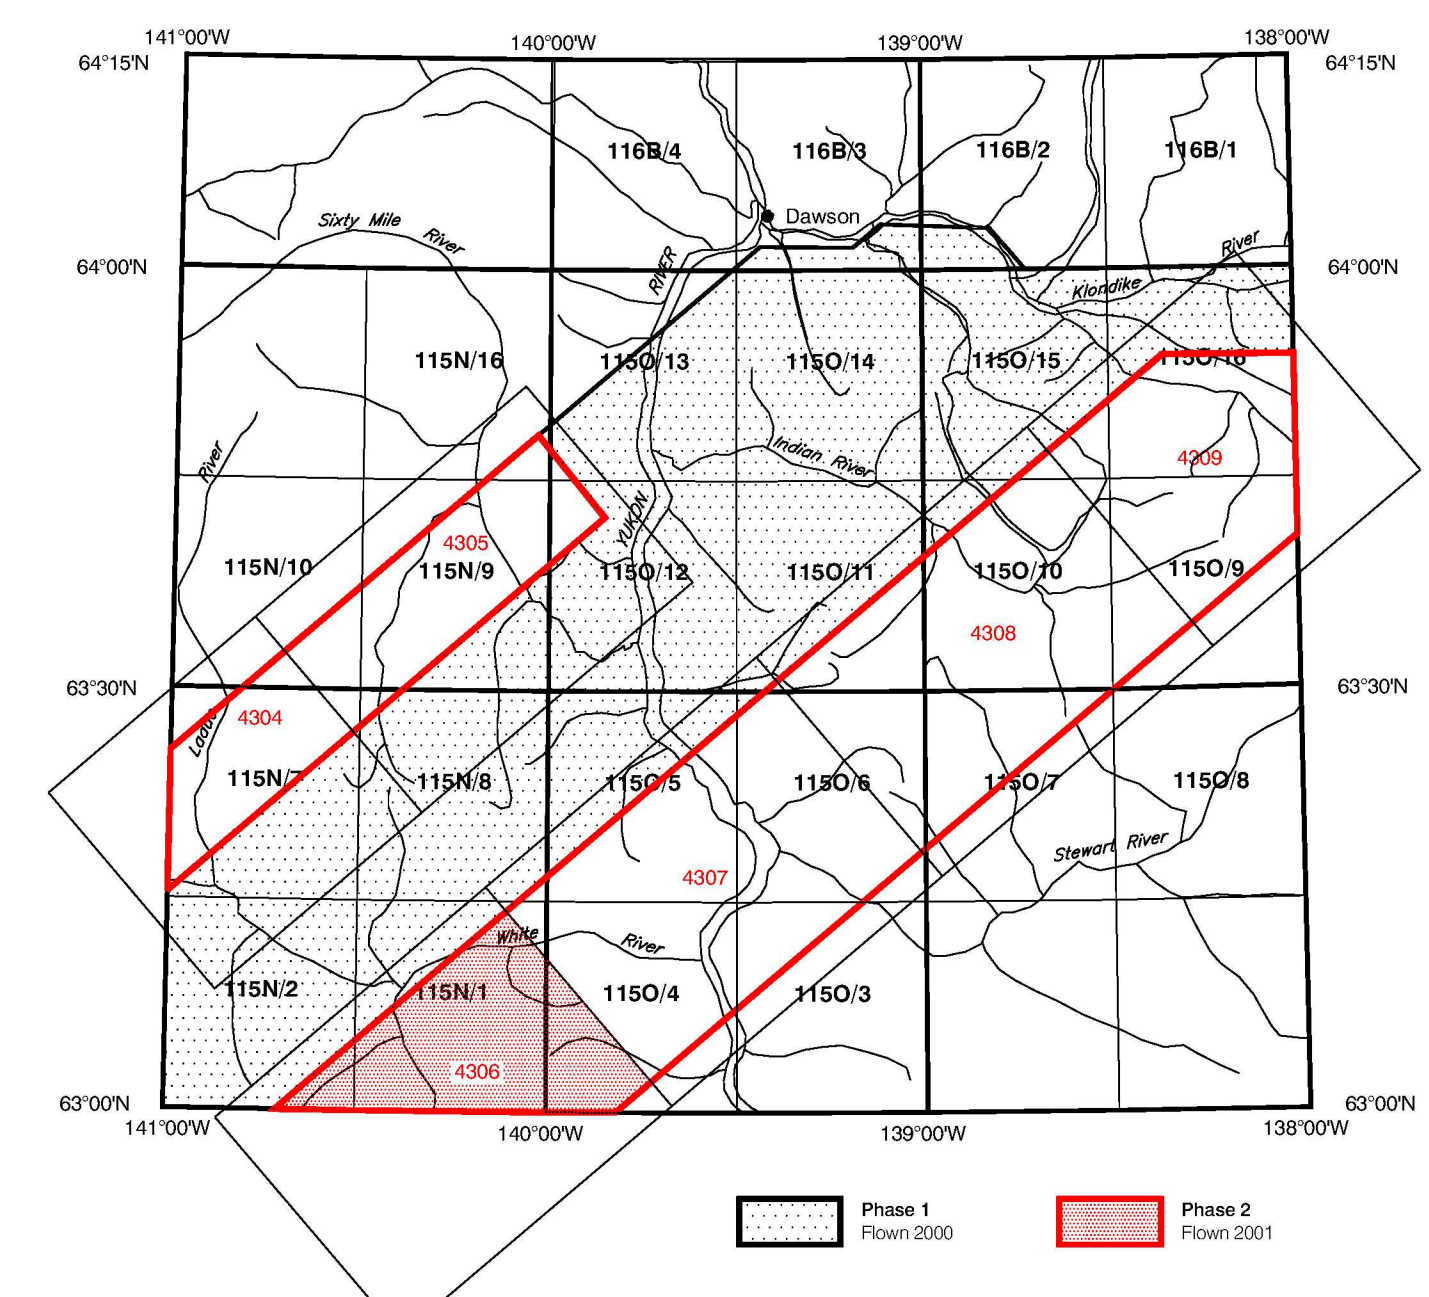 141°00'W 140°00'W 139°00'W 138°00'W
64°15'N 64°15'N
116B/4 116B/3 116B/2 116B/1
Dawson
Sixty Mile River
River
RIVER
64°00'N 64°00'N
Klondike
115N/16 115O/13 115O/14 115O/15 115O/16
River
Indian River
4309
YUKON
4305
115N/10 115N/9 115O/12 115O/11 115O/10 115O/9
4308
63°30'N 63°30'N
4304
Ladue
115N/7 115N/8 115O/5 115O/6 115O/7 115O/8
Stewart River
4307
White River
115N/2 115N/1 115O/4 115O/3
4306
63°00'N 63°00'N
141°00'W 140°00'W 139°00'W 138°00'W
Phase 1
Flown 2000
Phase 2
Flown 2001